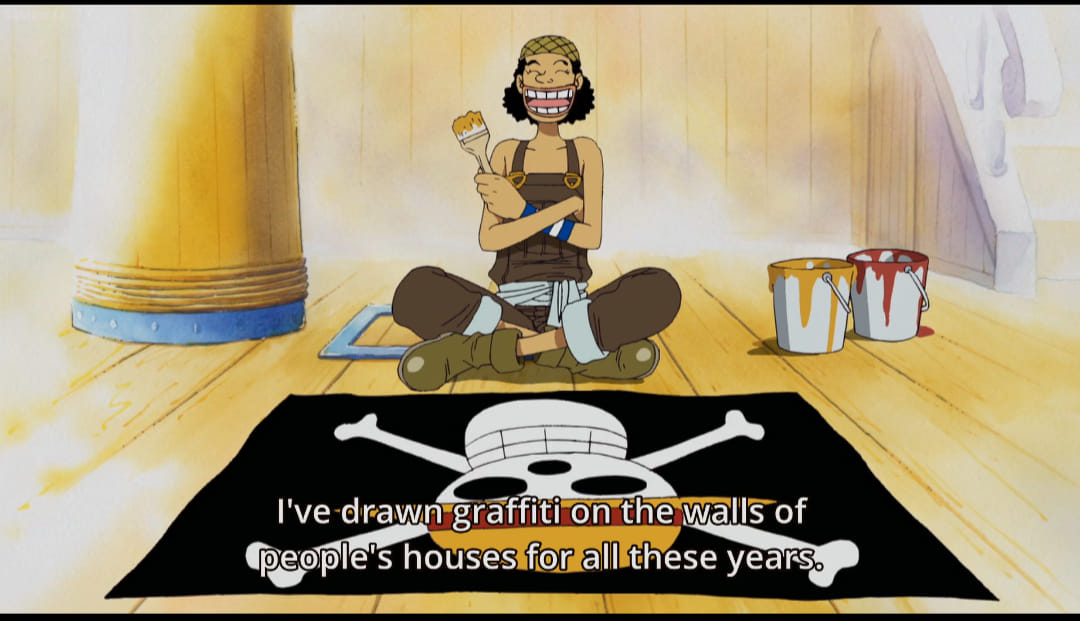 I've drawn graffiti on the walls of
people's houses for all these years.